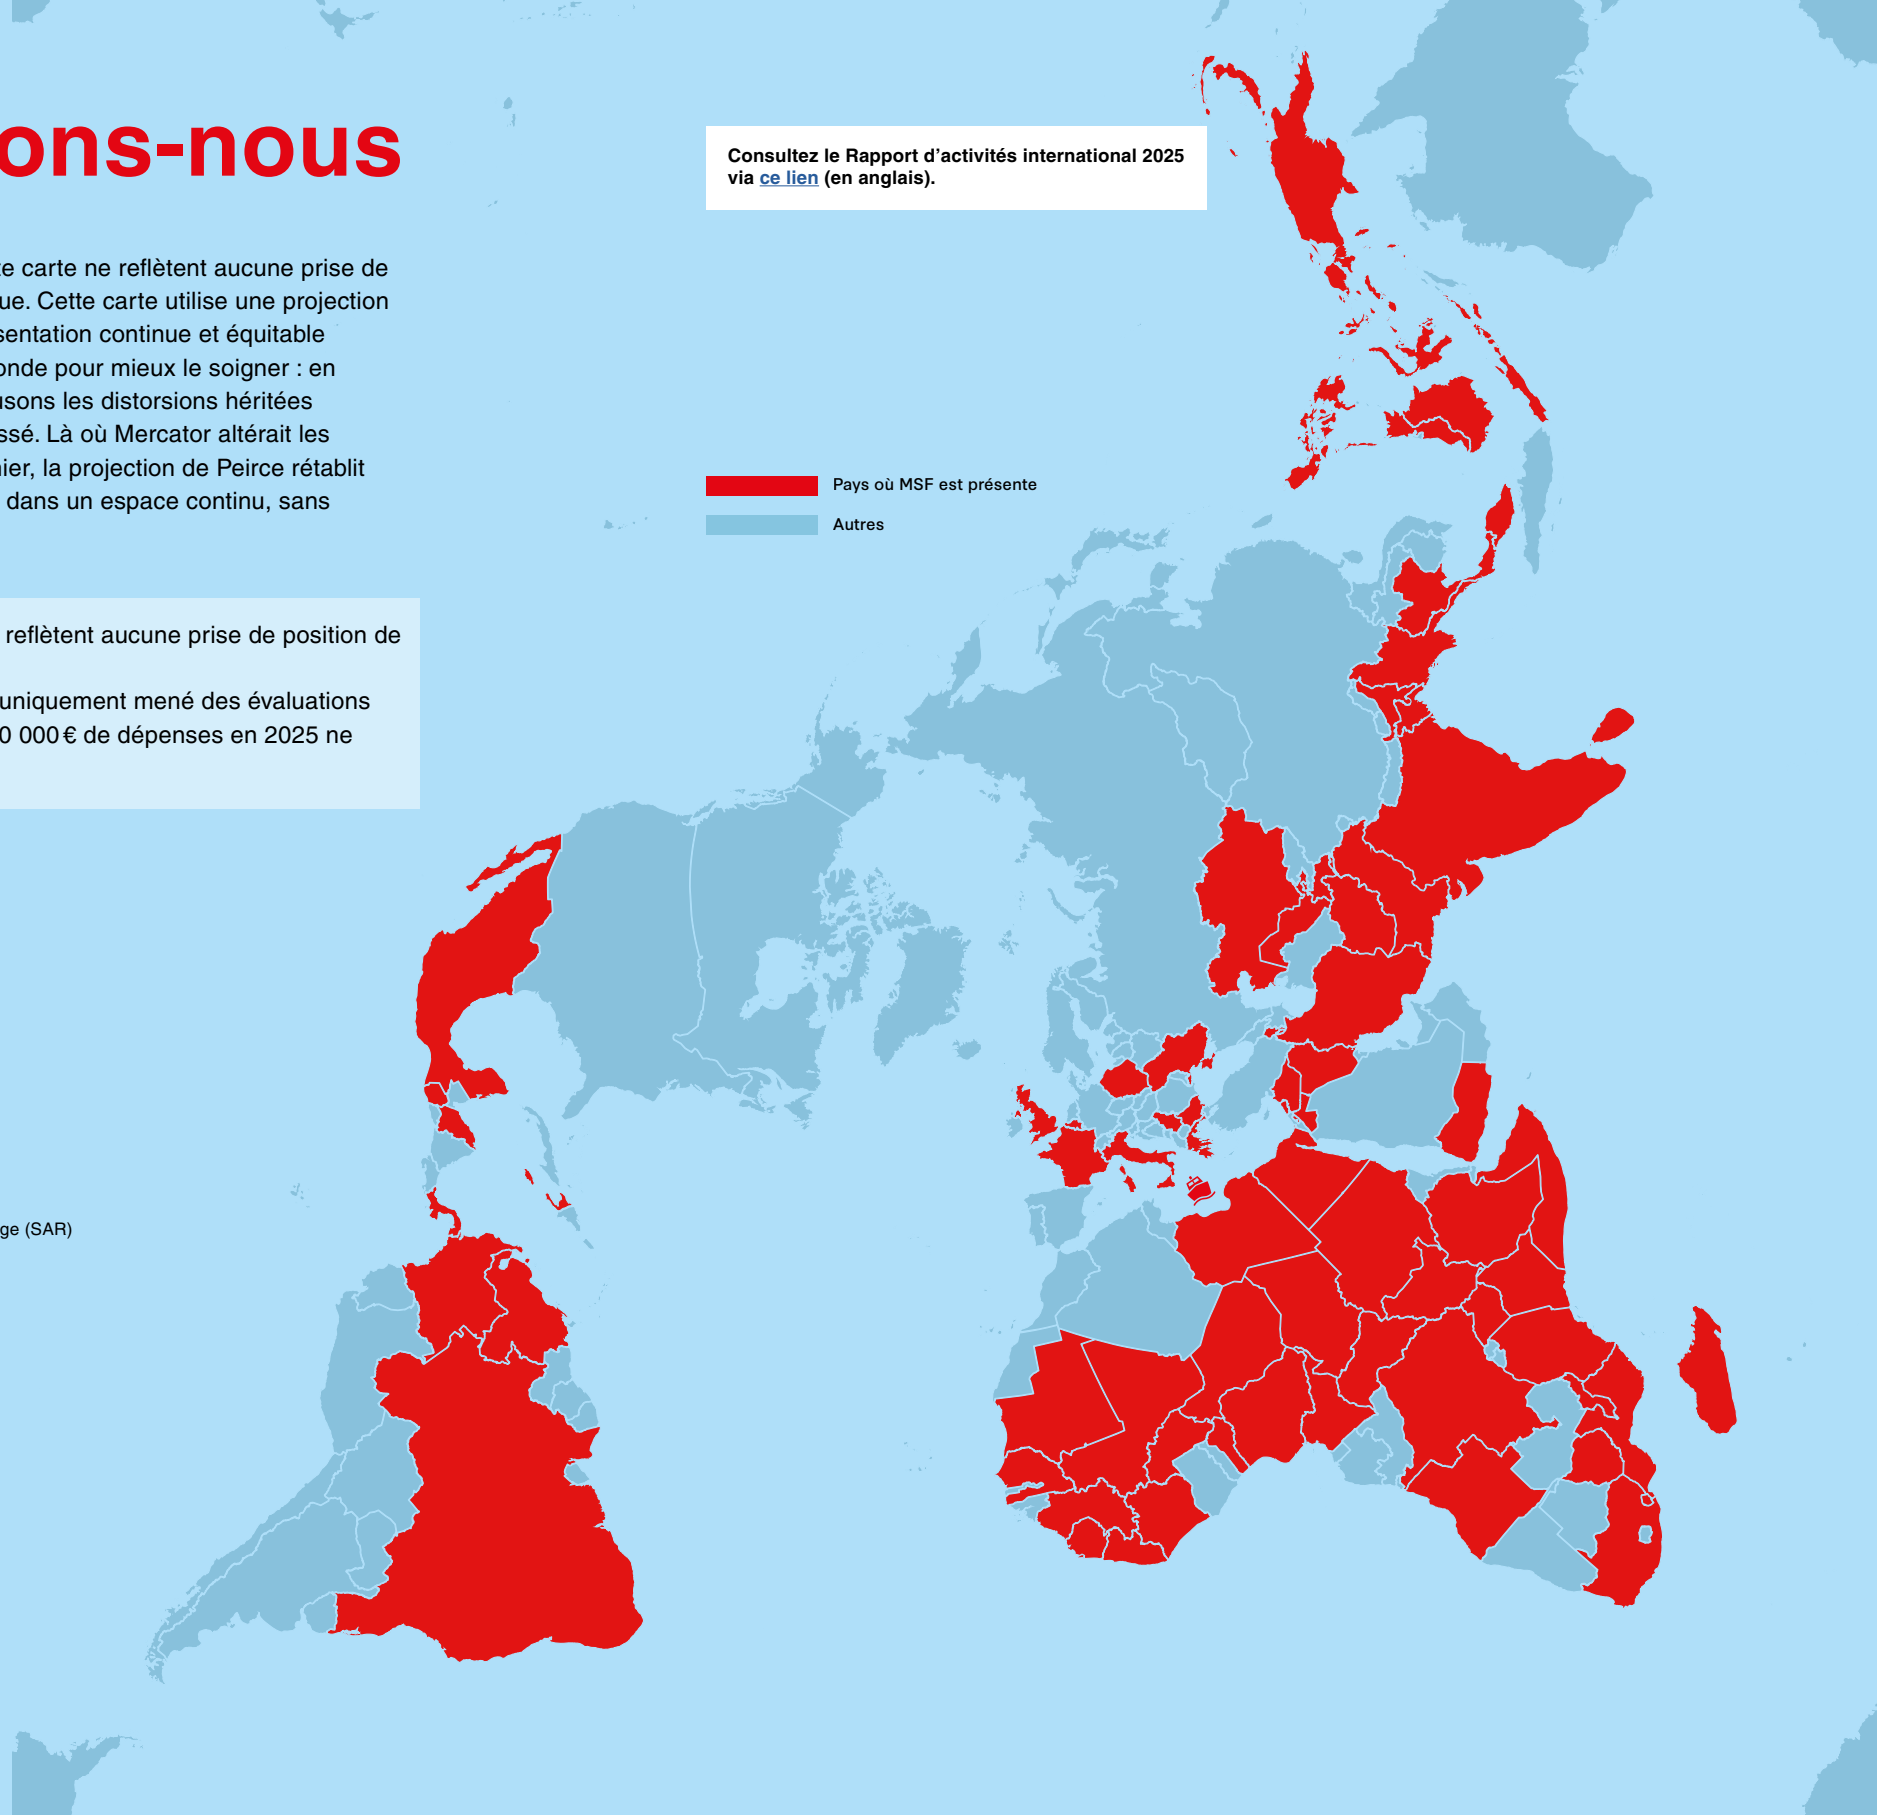 ons-nous
Consultez le Rapport d’activités international 2025
via ce lien (en anglais).
te carte ne reflètent aucune prise de
ue. Cette carte utilise une projection
sentation continue et équitable
onde pour mieux le soigner : en
usons les distorsions héritées
ssé. Là où Mercator altérait les
nier, la projection de Peirce rétablit
dans un espace continu, sans
Pays où MSF est présente
Autres
reflètent aucune prise de position de
uniquement mené des évaluations
0 000 € de dépenses en 2025 ne
ge (SAR)